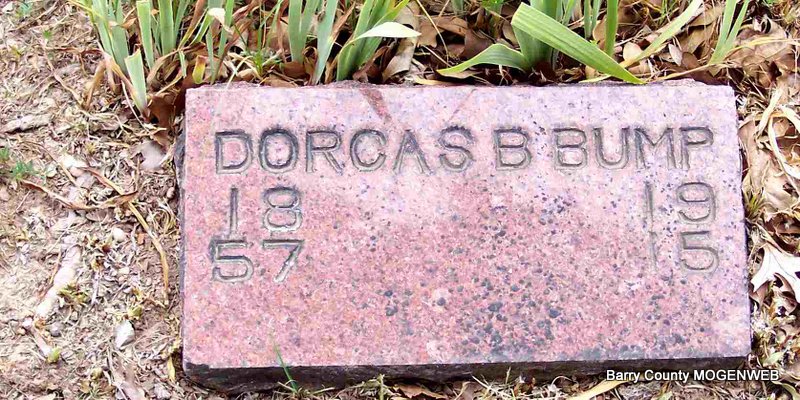 DORCAS B BUMP
18 19
57 15
Barry County MOGENWEB